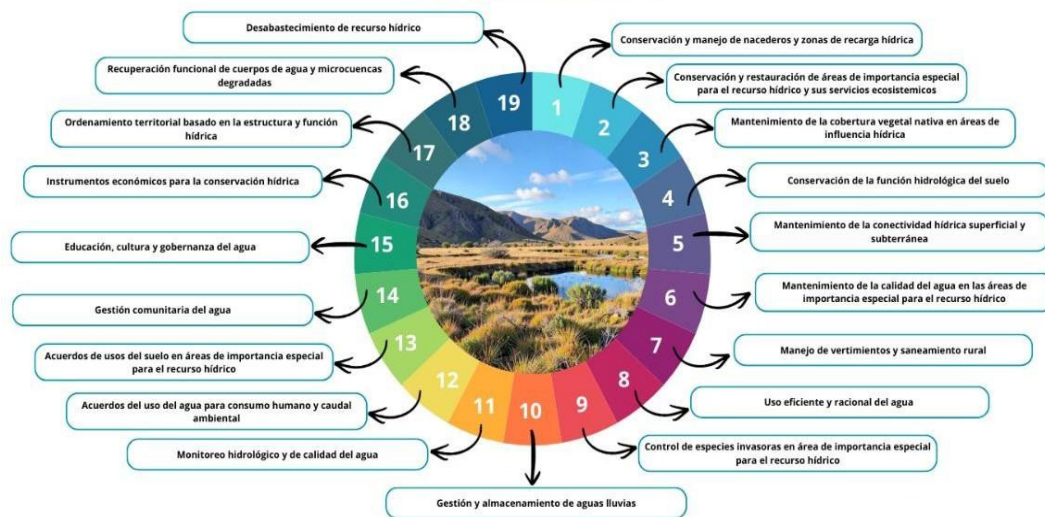 1
Conservación y manejo de nacederos y zonas de recarga hídrica
2
Conservación y restauración de áreas de importancia especial
para el recurso hídrico y sus servicios ecosistemicos
3
Mantenimiento de la cobertura vegetal nativa en áreas de
influencia hídrica
4
Conservación de la función hidrológica del suelo
5
Mantenimiento de la conectividad hídrica superficial y
subterránea
6
Mantenimiento de la calidad del agua en las áreas de
importancia especial para el recurso hídrico
7
Manejo de vertimientos y saneamiento rural
8
Uso eficiente y racional del agua
9
Control de especies invasoras en área de importancia especial
para el recurso hídrico
10
Gestión y almacenamiento de aguas lluvias
11
Monitoreo hidrológico y de calidad del agua
12
Acuerdos del uso del agua para consumo humano y caudal
ambiental
13
Acuerdos de usos del suelo en áreas de importancia especial
para el recurso hídrico
14
Gestión comunitaria del agua
15
Educación, cultura y gobernanza del agua
16
Instrumentos económicos para la conservación hídrica
17
Ordenamiento territorial basado en la estructura y función
hídrica
18
Recuperación funcional de cuerpos de agua y microcuencas
degradadas
19
Desabastecimiento de recurso hídrico